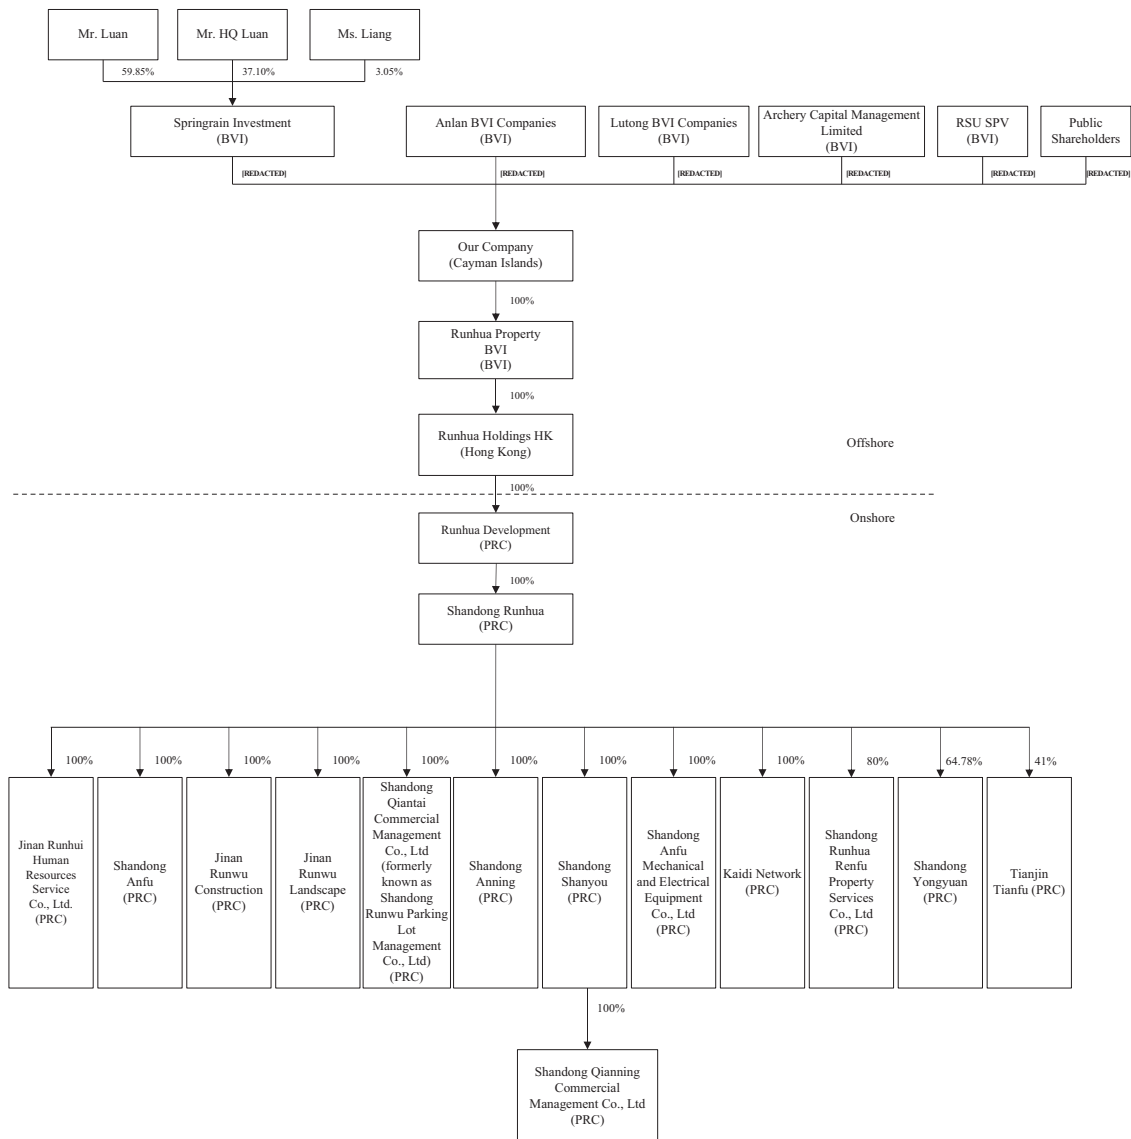 Mr. Luan
Mr. HQ Luan
Ms. Liang
59.85%
37.10%
3.05%
Springrain Investment
(BVI)
Anlan BVI Companies
(BVI)
Lutong BVI Companies
(BVI)
Archery Capital Management
Limited
(BVI)
RSU SPV
(BVI)
Public
Shareholders
[REDACTED]
[REDACTED]
[REDACTED]
[REDACTED]
[REDACTED]
[REDACTED]
Our Company
(Cayman Islands)
100%
Runhua Property
BVI
(BVI)
100%
Runhua Holdings HK
(Hong Kong)
Offshore
100%
Onshore
Runhua Development
(PRC)
100%
Shandong Runhua
(PRC)
100%
100%
100%
100%
100%
100%
100%
100%
100%
80%
64.78%
41%
Jinan Runhui
Human
Resources
Service
Co., Ltd.
(PRC)
Shandong
Anfu
(PRC)
Jinan
Runwu
Construction
(PRC)
Jinan
Runwu
Landscape
(PRC)
Shandong
Qiantai
Commercial
Management
Co., Ltd
(formerly
known as
Shandong
Runwu Parking
Lot
Management
Co., Ltd)
(PRC)
Shandong
Anning
(PRC)
Shandong
Shanyou
(PRC)
Shandong
Anfu
Mechanical
and Electrical
Equipment
Co., Ltd
(PRC)
Kaidi Network
(PRC)
Shandong
Runhua
Renfu
Property
Services
Co., Ltd
(PRC)
Shandong
Yongyuan
(PRC)
Tianjin
Tianfu (PRC)
100%
Shandong Qianning
Commercial
Management Co., Ltd
(PRC)